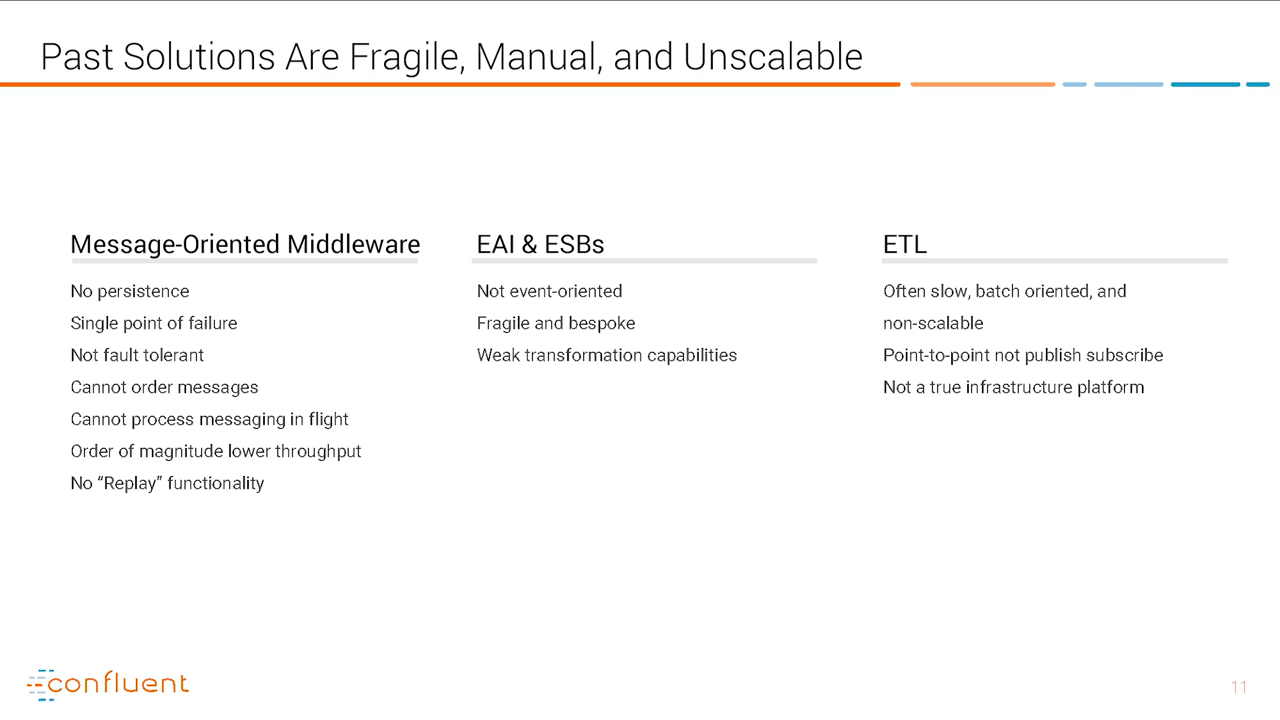 Past Solutions Are Fragile, Manual, and Unscalable
Message-Oriented Middleware
No persistence
Single point of failure
Not fault tolerant
Cannot order messages
Cannot process messaging in flight
Order of magnitude lower throughput
No “Replay” functionality
EAI & ESBs
Not event-oriented
Fragile and bespoke
Weak transformation capabilities
ETL
Often slow, batch oriented, and
non-scalable
Point-to-point not publish subscribe
Not a true infrastructure platform
confluent
11